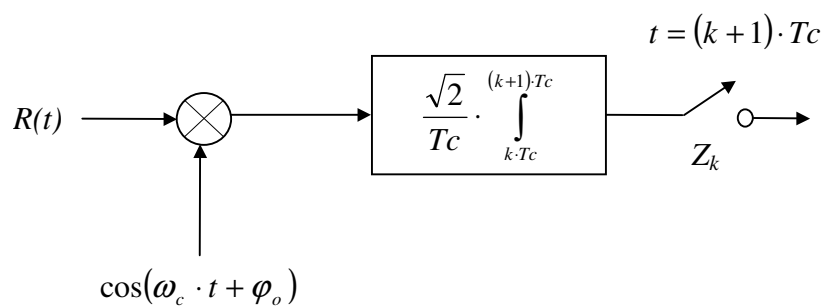 t = (k + 1) · Tc
R(t)
√2/Tc · ∫_{k·Tc}^{(k+1)·Tc}
Z_k
cos(ω_c · t + φ_o)